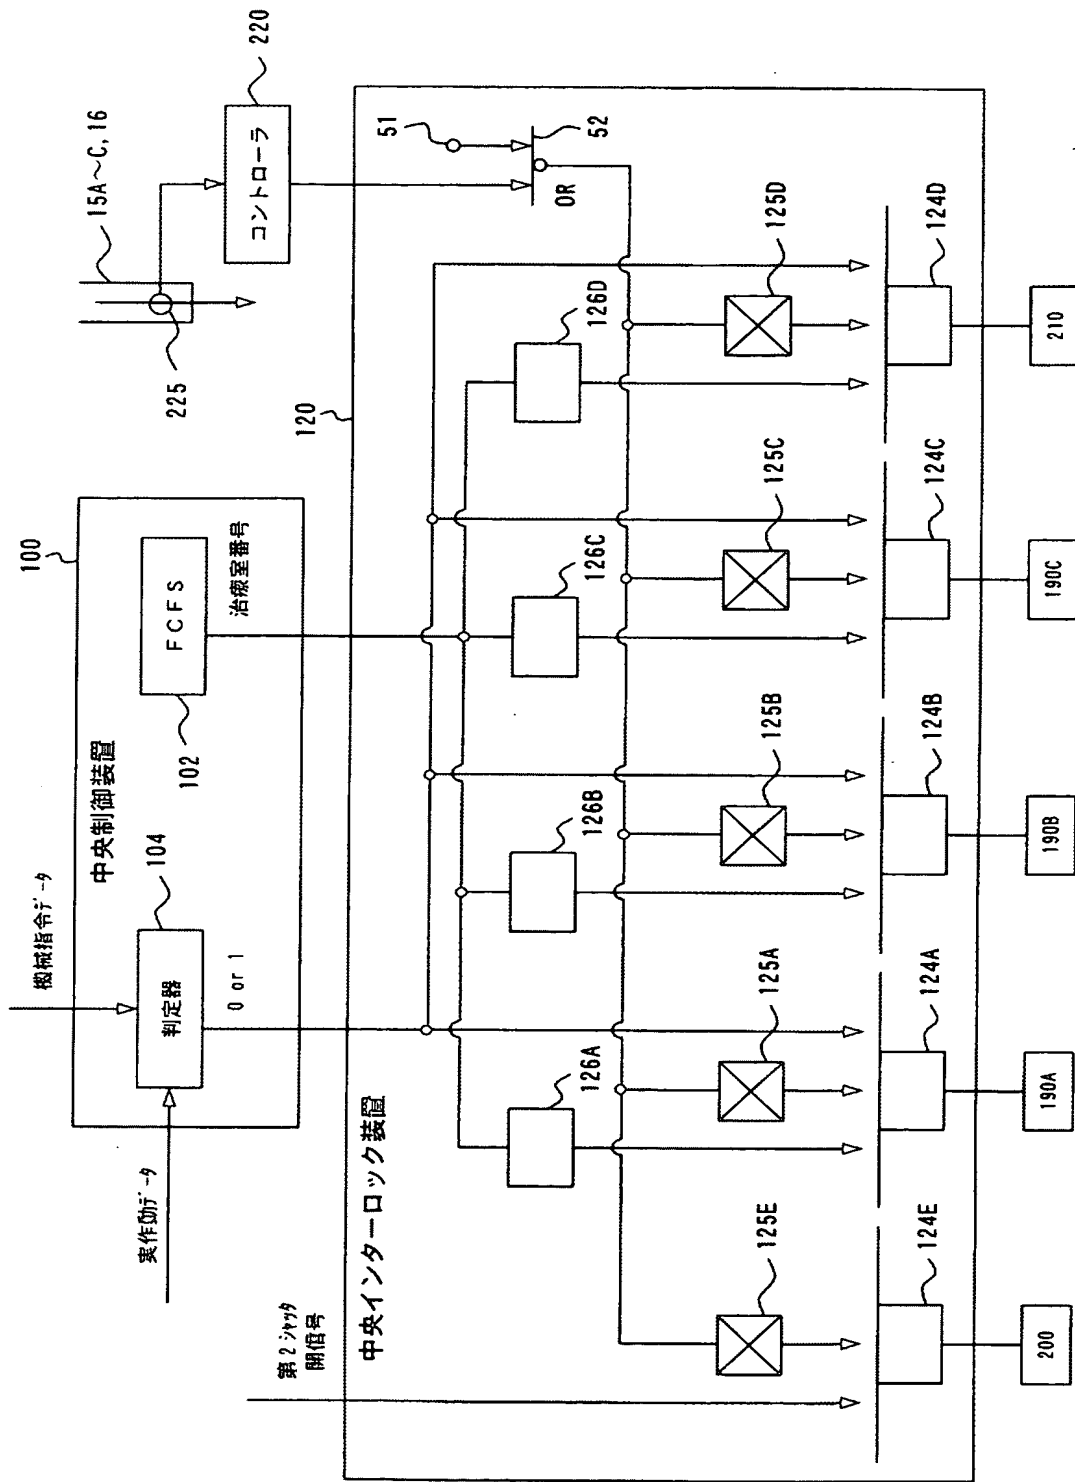 機械指令データ
実作動データ
中央制御装置
100
判定器
104
0 or 1
FCFS
102
治療室番号
15A～C, 16
225
コントローラ
220
第2シャッタ
開信号
中央インターロック装置
120
51
52
OR
126A
126B
126C
126D
125E
125A
125B
125C
125D
124E
124A
124B
124C
124D
200
190A
190B
190C
210